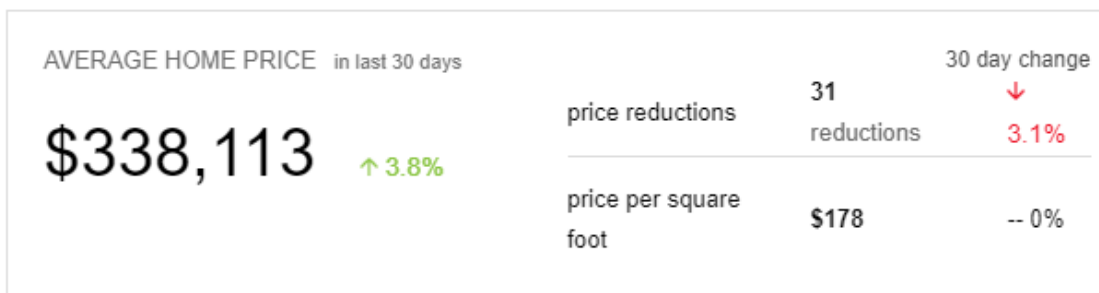 AVERAGE HOME PRICE in last 30 days
$338,113 ↑ 3.8%
30 day change
price reductions
31
reductions
↓
3.1%
price per square
foot
$178
-- 0%